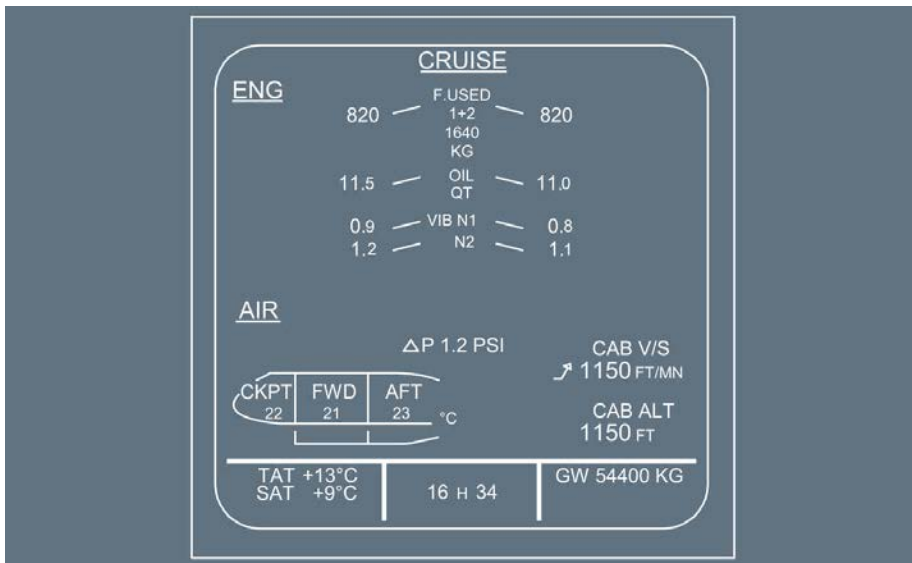 CRUISE
ENG
F.USED
820 1+2 820
1640
KG
11.5 OIL 11.0
QT
0.9 VIB N1 0.8
1.2 N2 1.1
AIR
△P 1.2 PSI
CAB V/S
1150 FT/MN
CKPT FWD AFT
22 21 23 °C
CAB ALT
1150 FT
TAT +13°C
SAT +9°C
16 H 34
GW 54400 KG